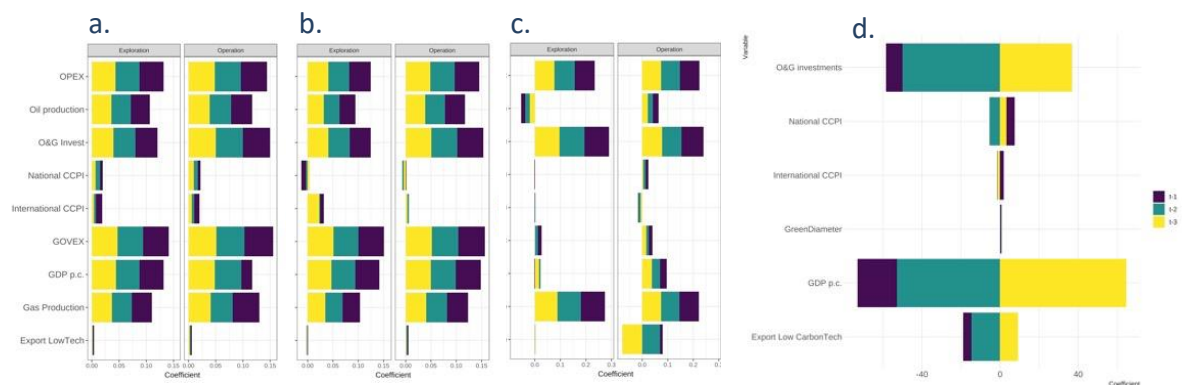 a.
b.
c.
d.
Exploration
Operation
Exploration
Operation
Exploration
Operation
Variable
OPEX
Oil production
O&G Invest
National CCPI
International CCPI
GOVEX
GDP p.c.
Gas Production
Export LowTech
0.00 0.05 0.10 0.15 0.00 0.05 0.10 0.15
Coefficient
0.00 0.05 0.10 0.15 0.00 0.05 0.10 0.15
Coefficient
0.0 0.1 0.2 0.3 0.0 0.1 0.2
Coefficient
O&G investments
National CCPI
International CCPI
GreenDiameter
GDP p.c.
Export Low CarbonTech
-40 0 40
t-1
t-2
t-3